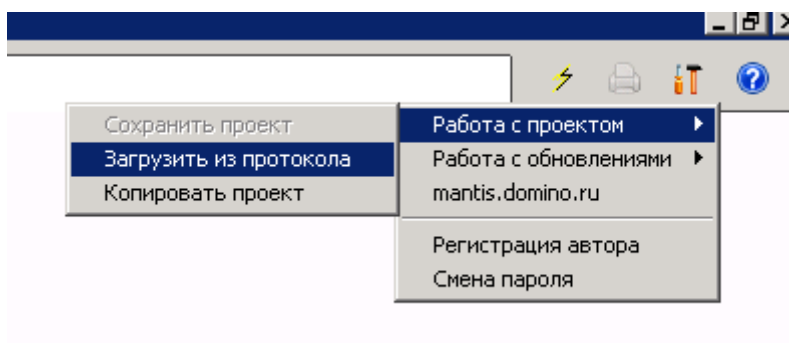 Сохранить проект
Загрузить из протокола
Копировать проект
Работа с проектом
Работа с обновлениями
mantis.domino.ru
Регистрация автора
Смена пароля